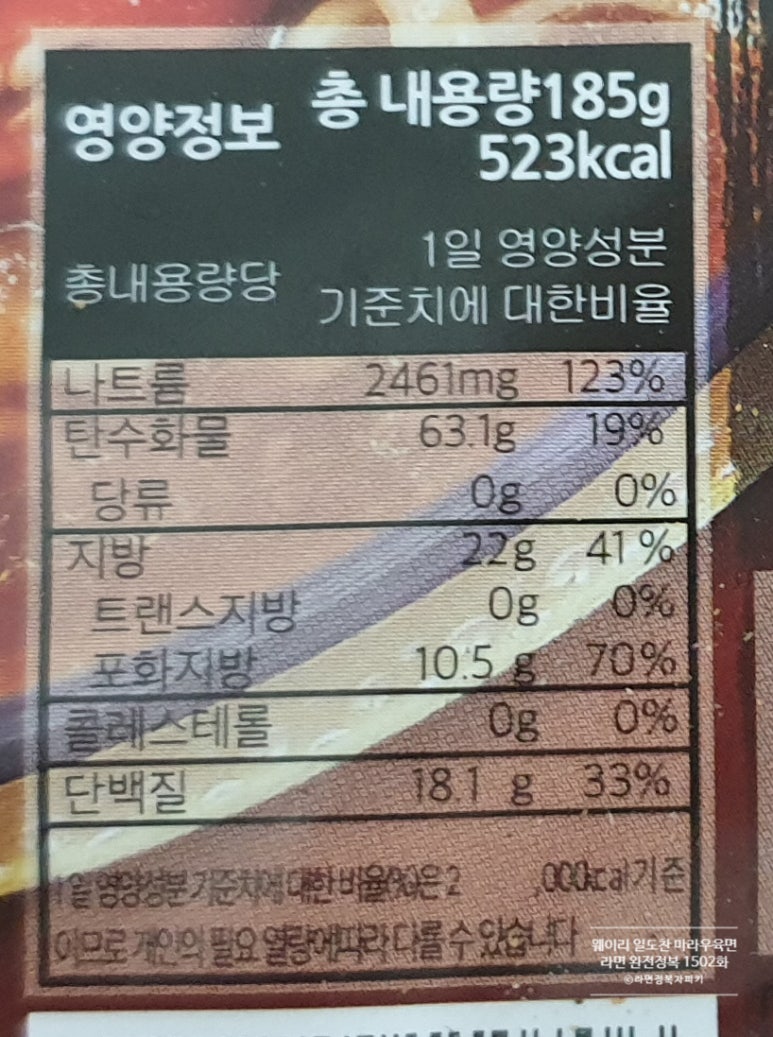 영양정보 총 내용량185g
523kcal
총내용량당 1일 영양성분
기준치에 대한비율
나트륨 2461mg 123%
탄수화물 63.1g 19%
당류 0g 0%
지방 22g 41%
트랜스지방 0g 0%
포화지방 10.5 g 70%
콜레스테롤 0g 0%
단백질 18.1 g 33%
1일 영양성분 기준치에 대한 비율(%)은 2 ,000kcal기준
이므로 개인의 필요 열량에 따라 다를 수 있습니다
웨이리 일도찬 마라우육면
라면 완전정복 1502화
©라면정복자피키